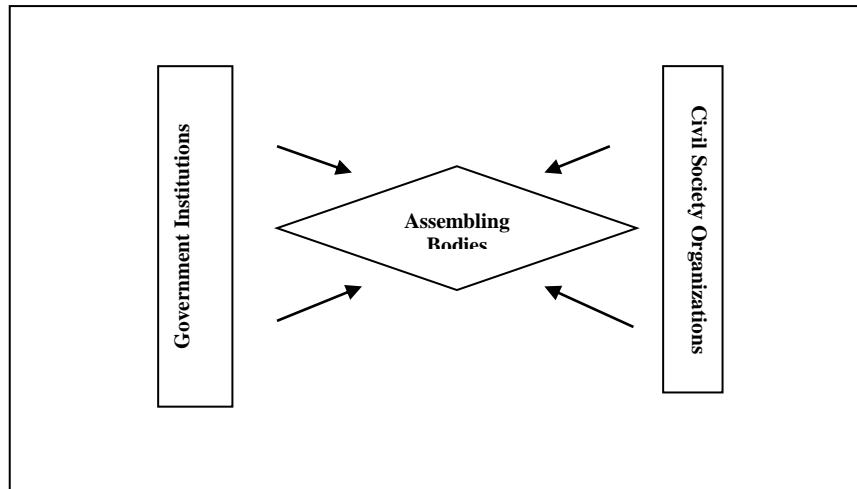 Government Institutions
Assembling
Bodies
Civil Society Organizations